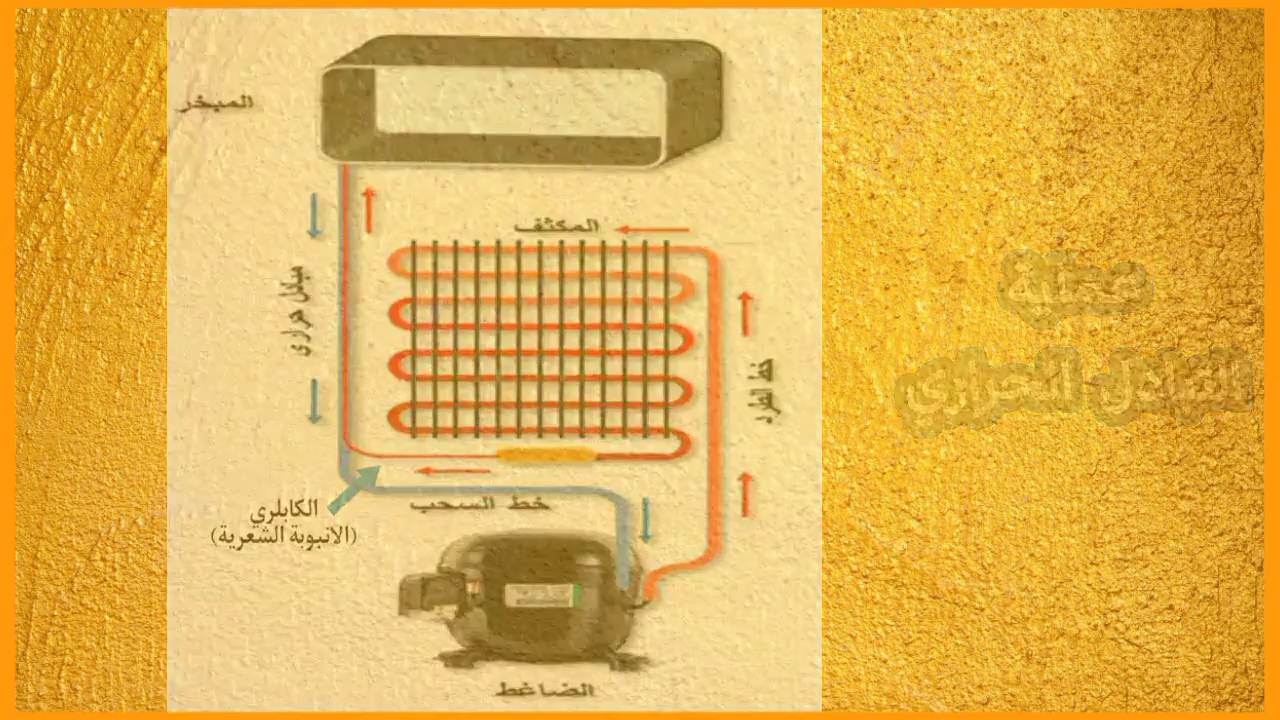 المبخر
المكثف
مبادل حراري
خط الطرد
الكابلري
(الانبوبة الشعرية)
خط السحب
الضاغط
عملية
التبادل الحراري